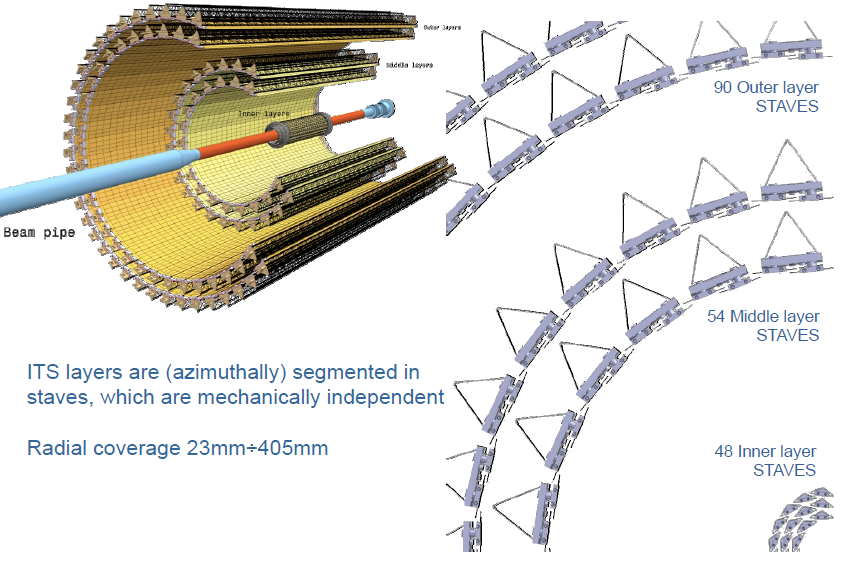 Outer layers
Middle layers
Inner layers
Beam pipe
90 Outer layer
STAVES
54 Middle layer
STAVES
48 Inner layer
STAVES
ITS layers are (azimuthally) segmented in
staves, which are mechanically independent
Radial coverage 23mm÷405mm